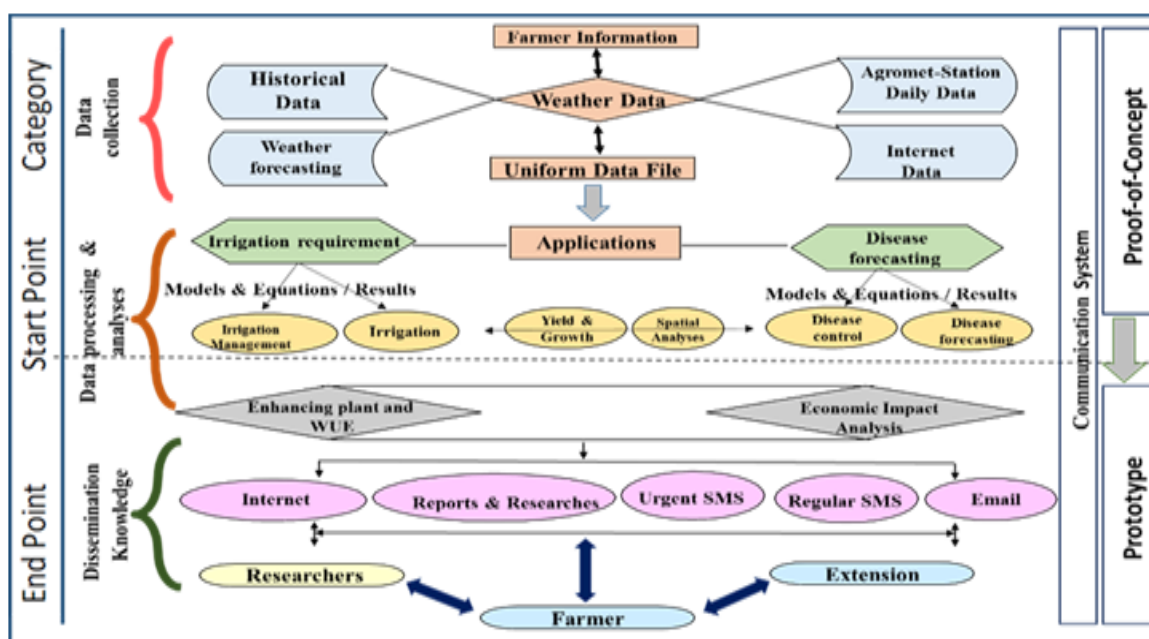 Category
Start Point
End Point
Data
collection
Data processing &
analyses
Dissemination
Knowledge
Farmer Information
Historical
Data
Weather Data
Agromet-Station
Daily Data
Weather
forecasting
Uniform Data File
Internet
Data
Irrigation requirement
Applications
Disease
forecasting
Models & Equations / Results
Models & Equations / Results
Irrigation
Management
Irrigation
Yield &
Growth
Spatial
Analyses
Disease
control
Disease
forecasting
Enhancing plant and
WUE
Economic Impact
Analysis
Internet
Reports & Researches
Urgent SMS
Regular SMS
Email
Researchers
Extension
Farmer
Communication System
Proof-of-Concept
Prototype